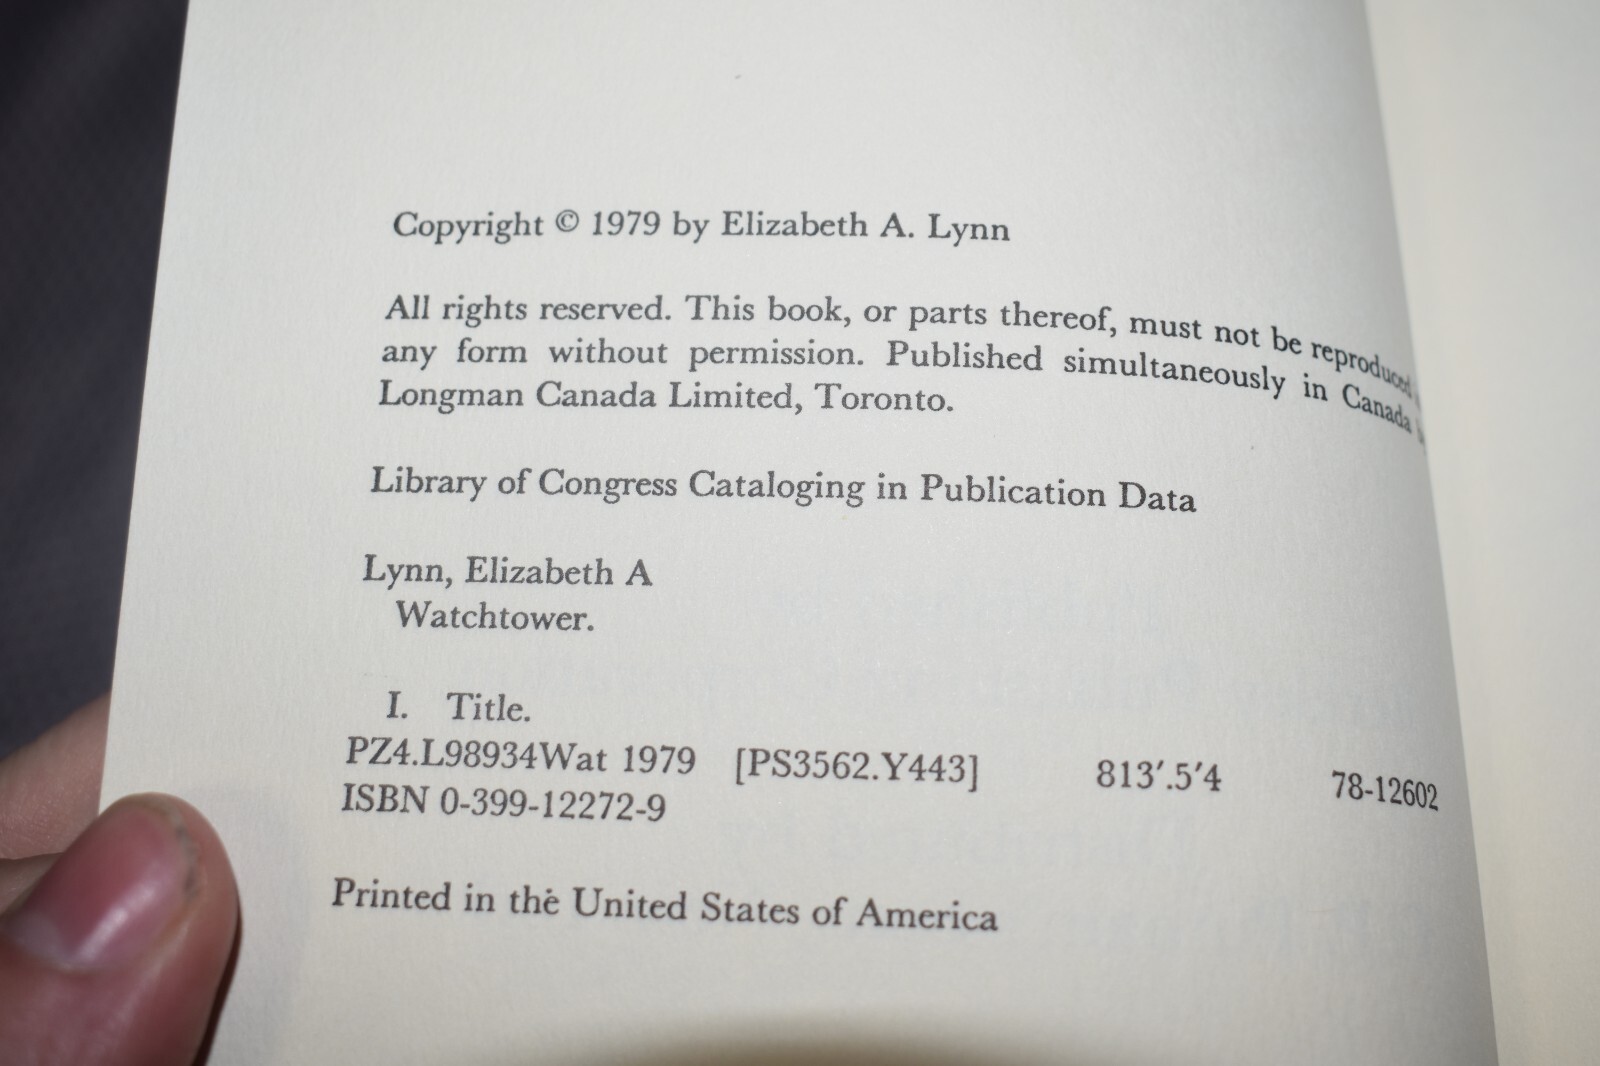 Copyright © 1979 by Elizabeth A. Lynn
All rights reserved. This book, or parts thereof, must not be reproduced
any form without permission. Published simultaneously in Canada
Longman Canada Limited, Toronto.
Library of Congress Cataloging in Publication Data
Lynn, Elizabeth A
Watchtower.
I. Title.
PZ4.L98934Wat 1979 [PS3562.Y443] 813′.5′4 78-12602
ISBN 0-399-12272-9
Printed in the United States of America